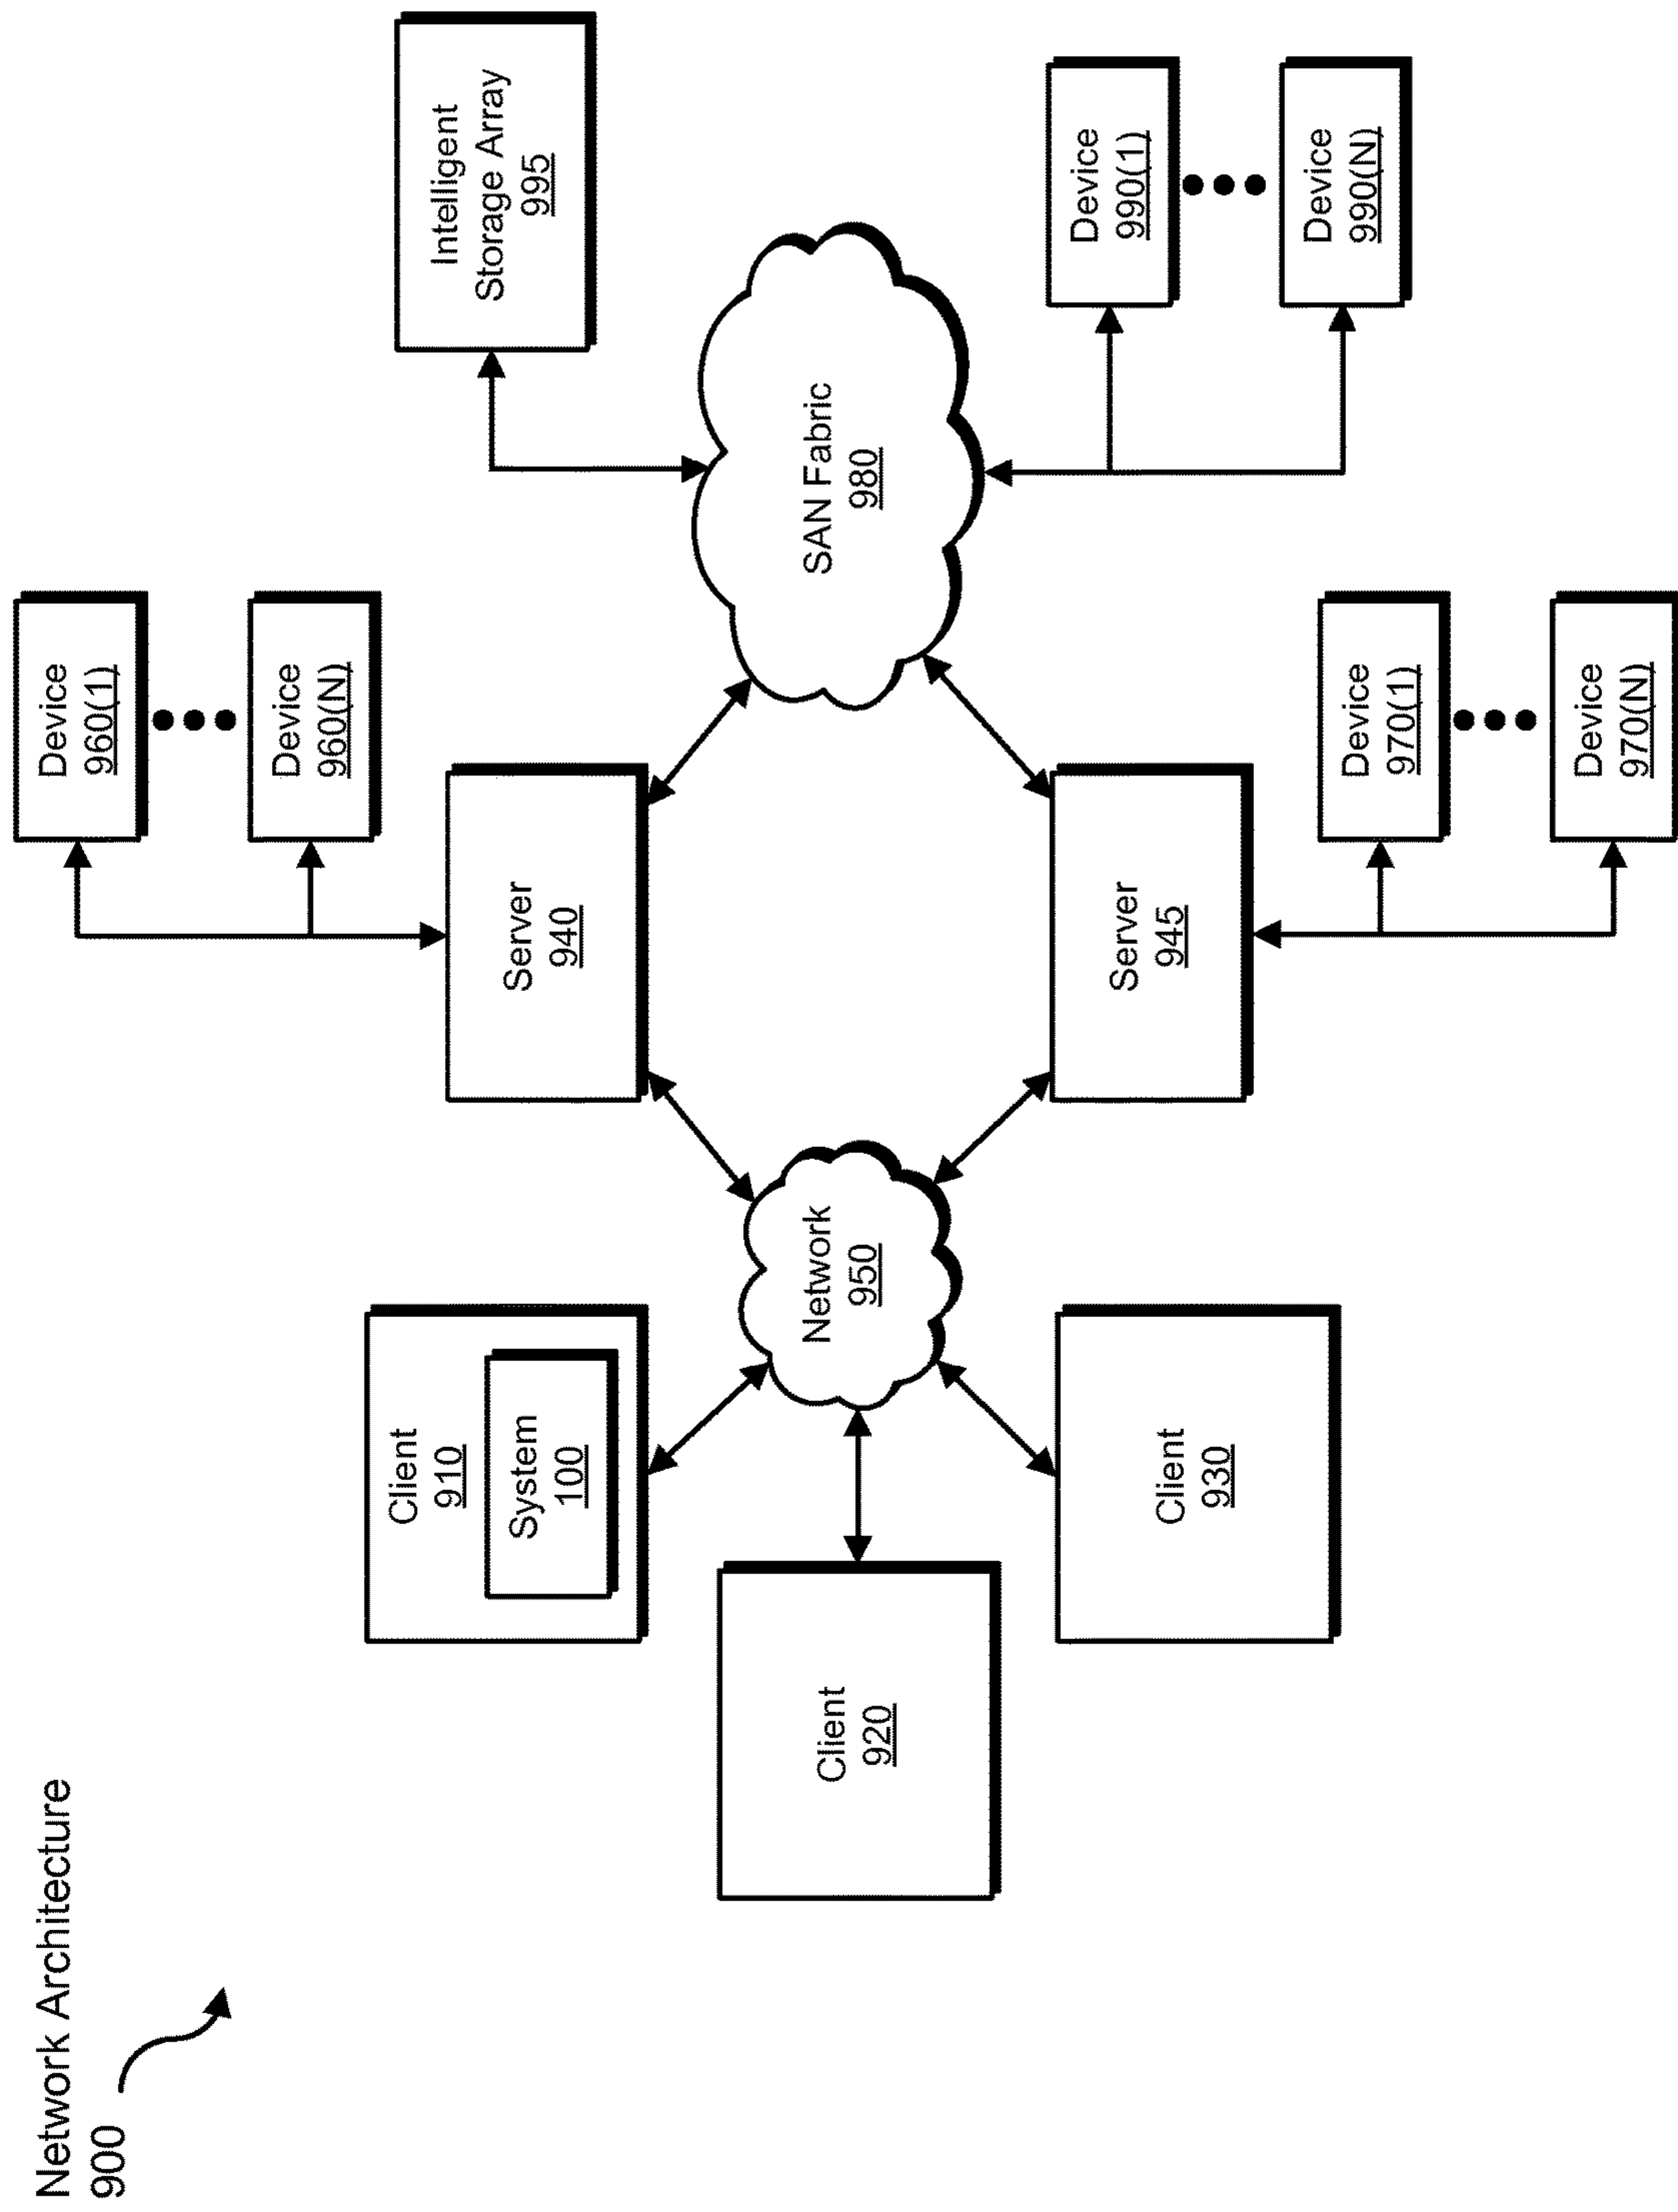 Network Architecture
900
Device
960(1)
Device
960(N)
Intelligent
Storage Array
995
Client
910
System
100
Server
940
Client
920
Network
950
SAN Fabric
980
Client
930
Server
945
Device
990(1)
Device
990(N)
Device
970(1)
Device
970(N)